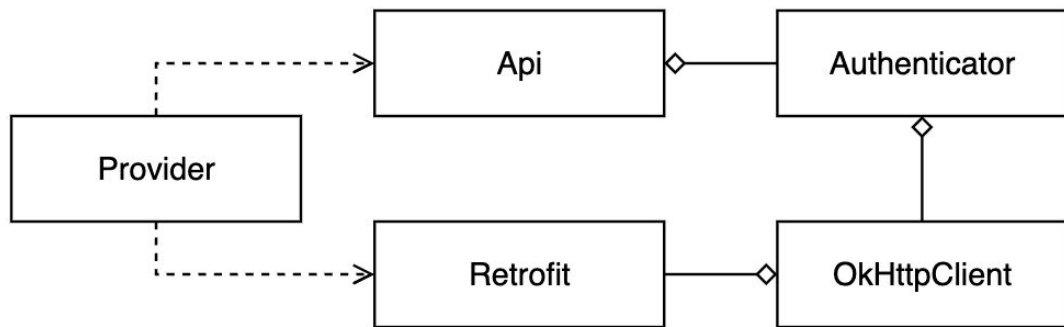 Api
Authenticator
Provider
Retrofit
OkHttpClient